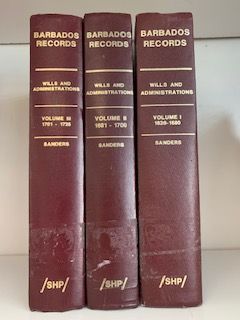 BARBADOS
RECORDS
WILLS AND
ADMINISTRATIONS
VOLUME III
1701 - 1725
SANDERS
/SHP/
BARBADOS
RECORDS
WILLS AND
ADMINISTRATIONS
VOLUME II
1681 - 1700
SANDERS
/SHP/
BARBADOS
RECORDS
WILLS AND
ADMINISTRATIONS
VOLUME I
1639-1680
SANDERS
/SHP/